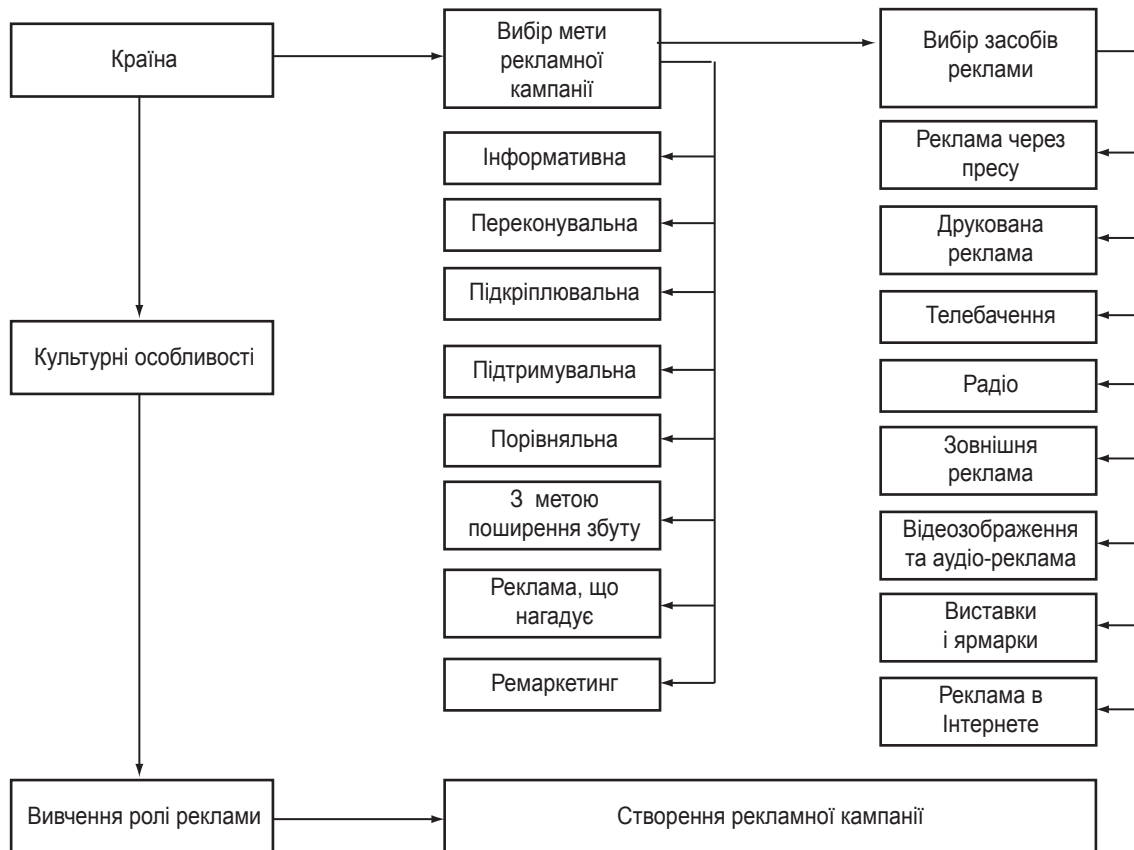 Країна
Вибір мети
рекламної
кампанії
Вибір засобів
реклами
Інформативна
Переконувальна
Підкріплювальна
Підтримувальна
Порівняльна
З метою
поширення збуту
Реклама, що
нагадує
Ремаркетинг
Реклама через
пресу
Друкована
реклама
Телебачення
Радіо
Зовнішня
реклама
Відеозображення
та аудіо-реклама
Виставки
і ярмарки
Реклама в
Інтернете
Культурні особливості
Вивчення ролі реклами
Створення рекламної кампанії